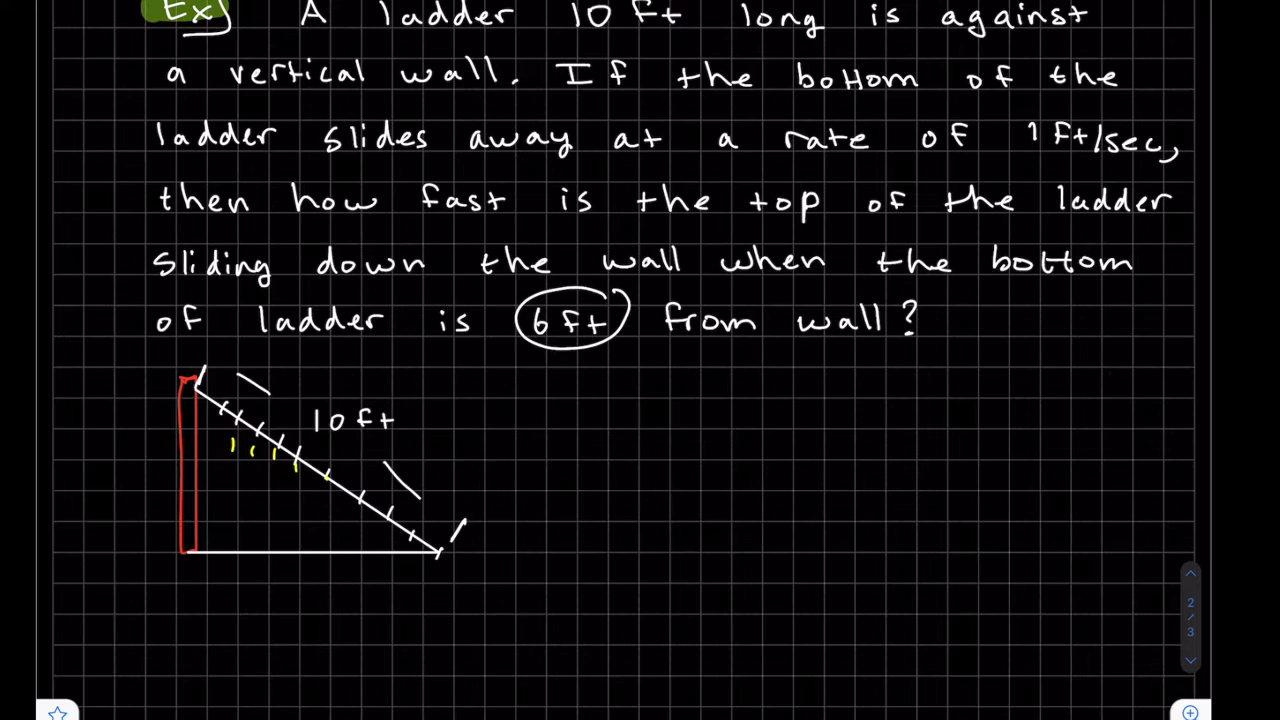 Ex) A ladder 10 ft long is against
a vertical wall. If the bottom of the
ladder slides away at a rate of 1 ft/sec,
then how fast is the top of the ladder
sliding down the wall when the bottom
of ladder is 6 ft from wall?
10 ft
2
/
3